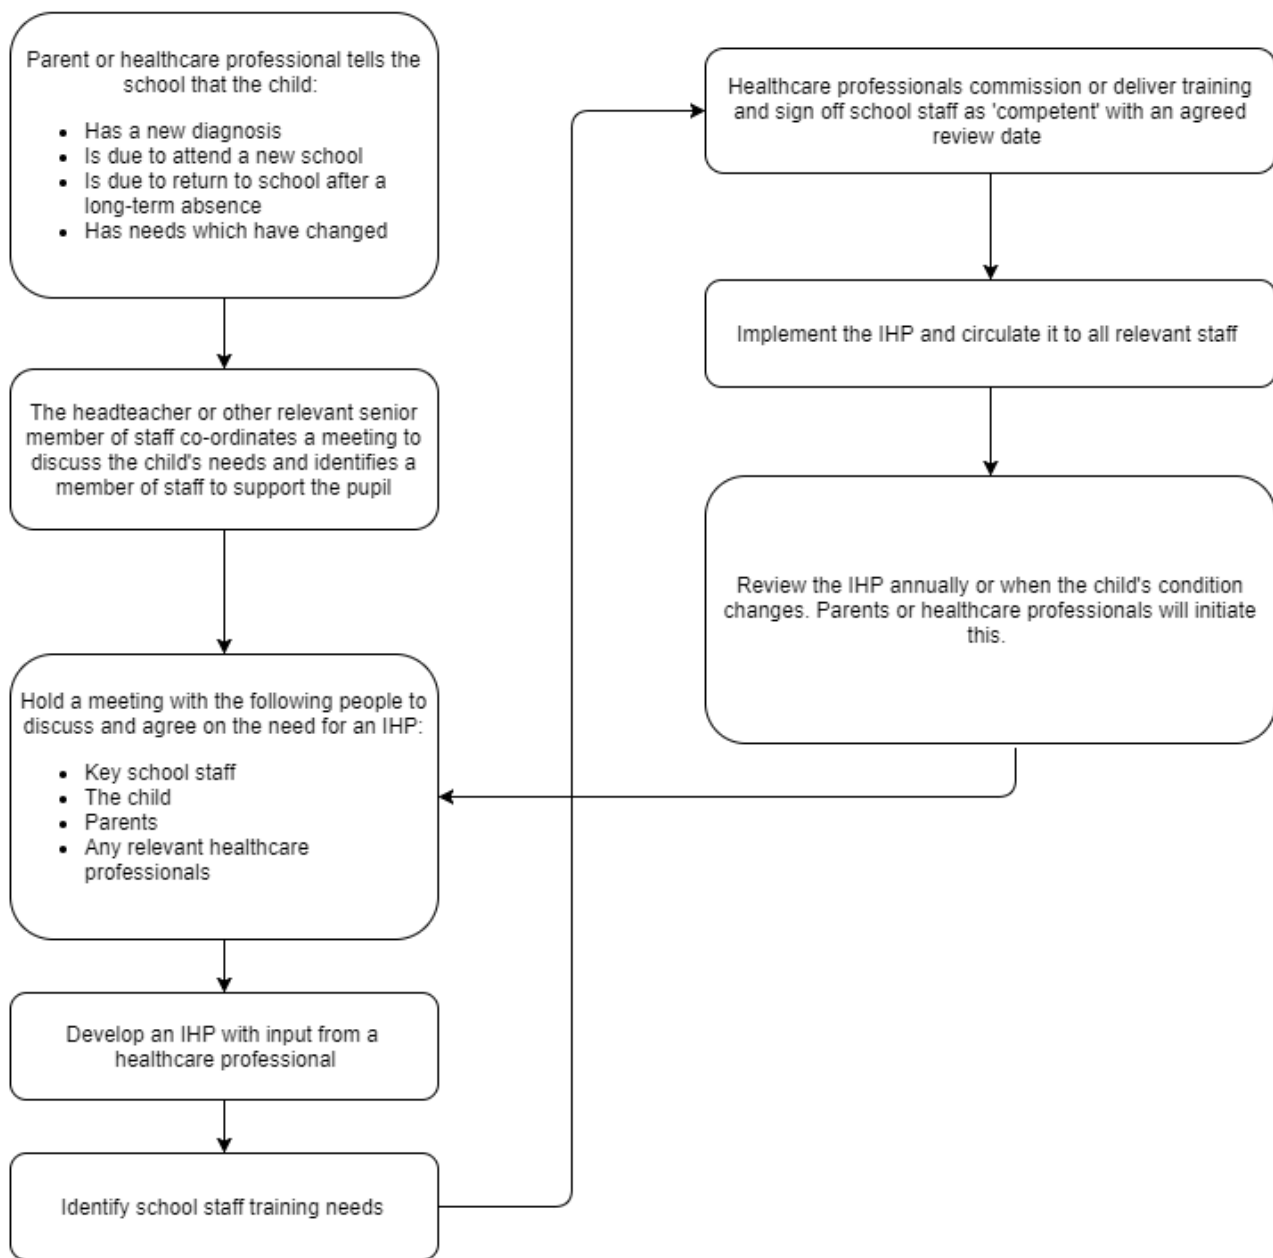 Parent or healthcare professional tells the
school that the child:
• Has a new diagnosis
• Is due to attend a new school
• Is due to return to school after a
long-term absence
• Has needs which have changed
The headteacher or other relevant senior
member of staff co-ordinates a meeting to
discuss the child's needs and identifies a
member of staff to support the pupil
Hold a meeting with the following people to
discuss and agree on the need for an IHP:
• Key school staff
• The child
• Parents
• Any relevant healthcare
professionals
Develop an IHP with input from a
healthcare professional
Identify school staff training needs
Healthcare professionals commission or deliver training
and sign off school staff as 'competent' with an agreed
review date
Implement the IHP and circulate it to all relevant staff
Review the IHP annually or when the child's condition
changes. Parents or healthcare professionals will initiate
this.